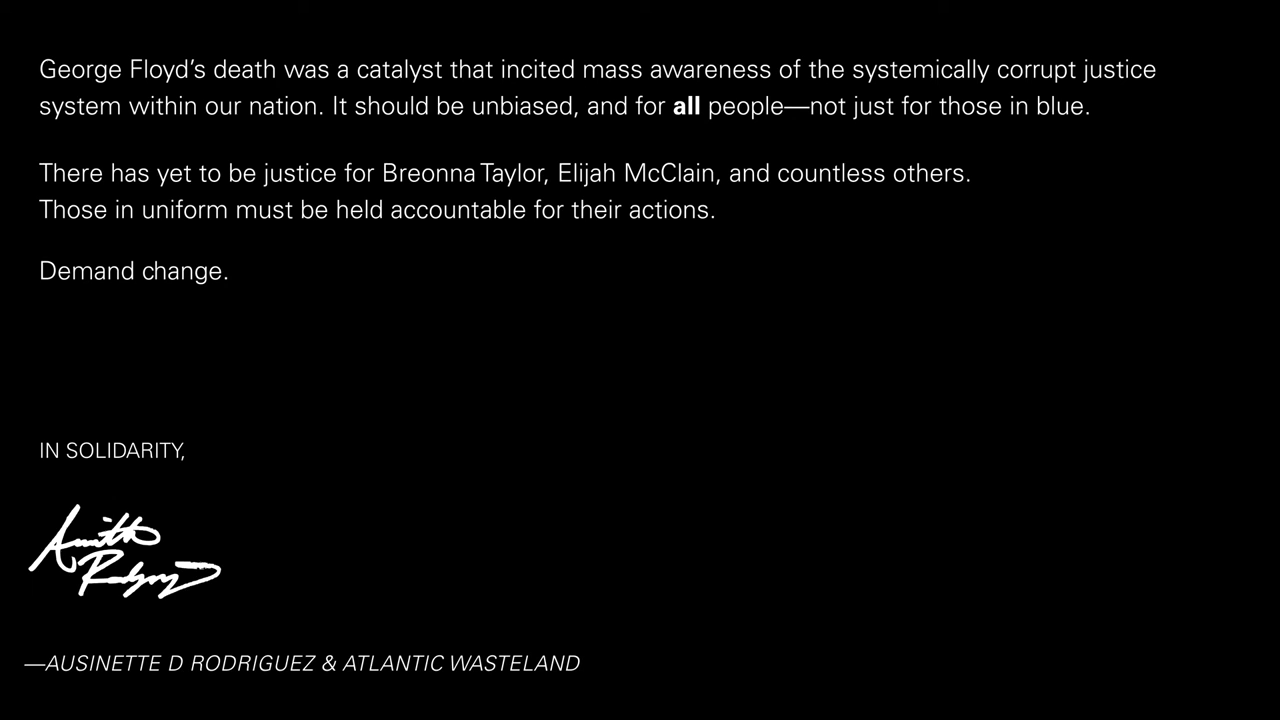 George Floyd’s death was a catalyst that incited mass awareness of the systemically corrupt justice
system within our nation. It should be unbiased, and for all people—not just for those in blue.
There has yet to be justice for Breonna Taylor, Elijah McClain, and countless others.
Those in uniform must be held accountable for their actions.
Demand change.
IN SOLIDARITY,
—AUSINETTE D RODRIGUEZ & ATLANTIC WASTELAND